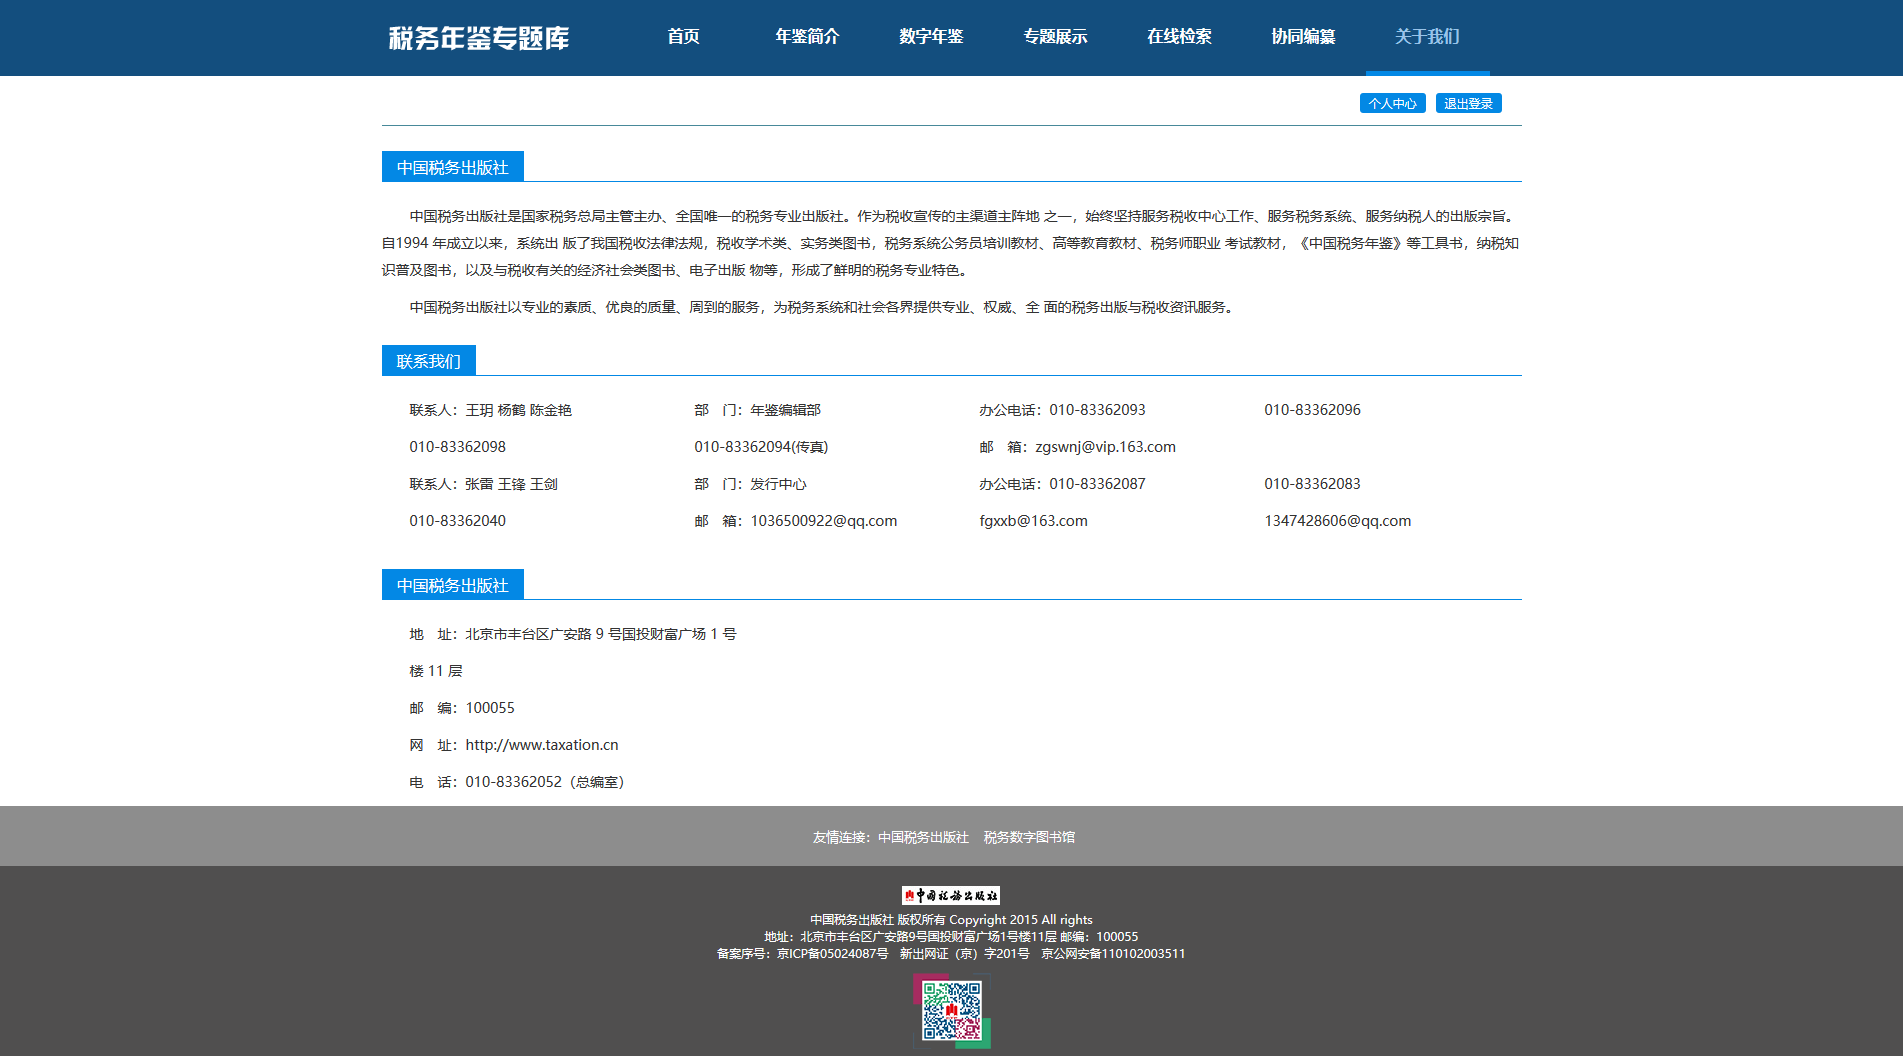 税务年鉴专题库
首页 年鉴简介 数字年鉴 专题展示 在线检索 协同编纂 关于我们
个人中心 退出登录
中国税务出版社
中国税务出版社是国家税务总局主管主办、全国唯一的税务专业出版社。作为税收宣传的主渠道主阵地 之一，始终坚持服务税收中心工作、服务税务系统、服务纳税人的出版宗旨。
自1994 年成立以来，系统出 版了我国税收法律法规，税收学术类、实务类图书，税务系统公务员培训教材、高等教育教材、税务师职业 考试教材，《中国税务年鉴》等工具书，纳税知
识普及图书，以及与税收有关的经济社会类图书、电子出版 物等，形成了鲜明的税务专业特色。
中国税务出版社以专业的素质、优良的质量、周到的服务，为税务系统和社会各界提供专业、权威、全 面的税务出版与税收资讯服务。
联系我们
联系人：王玥 杨鹤 陈金艳 部 门：年鉴编辑部 办公电话：010-83362093 010-83362096
010-83362098 010-83362094(传真) 邮 箱：zgswnj@vip.163.com
联系人：张雷 王锋 王剑 部 门：发行中心 办公电话：010-83362087 010-83362083
010-83362040 邮 箱：1036500922@qq.com fgxxb@163.com 1347428606@qq.com
中国税务出版社
地 址：北京市丰台区广安路 9 号国投财富广场 1 号
楼 11 层
邮 编：100055
网 址：http://www.taxation.cn
电 话：010-83362052（总编室）
友情连接：中国税务出版社 税务数字图书馆
中国税务出版社
中国税务出版社 版权所有 Copyright 2015 All rights
地址：北京市丰台区广安路9号国投财富广场1号楼11层 邮编：100055
备案序号：京ICP备05024087号 新出网证（京）字201号 京公网安备110102003511